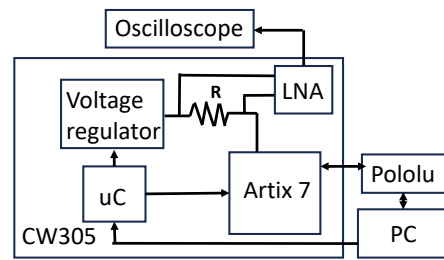 Oscilloscope
Voltage
regulator
R
LNA
uC
Artix 7
Pololu
CW305
PC